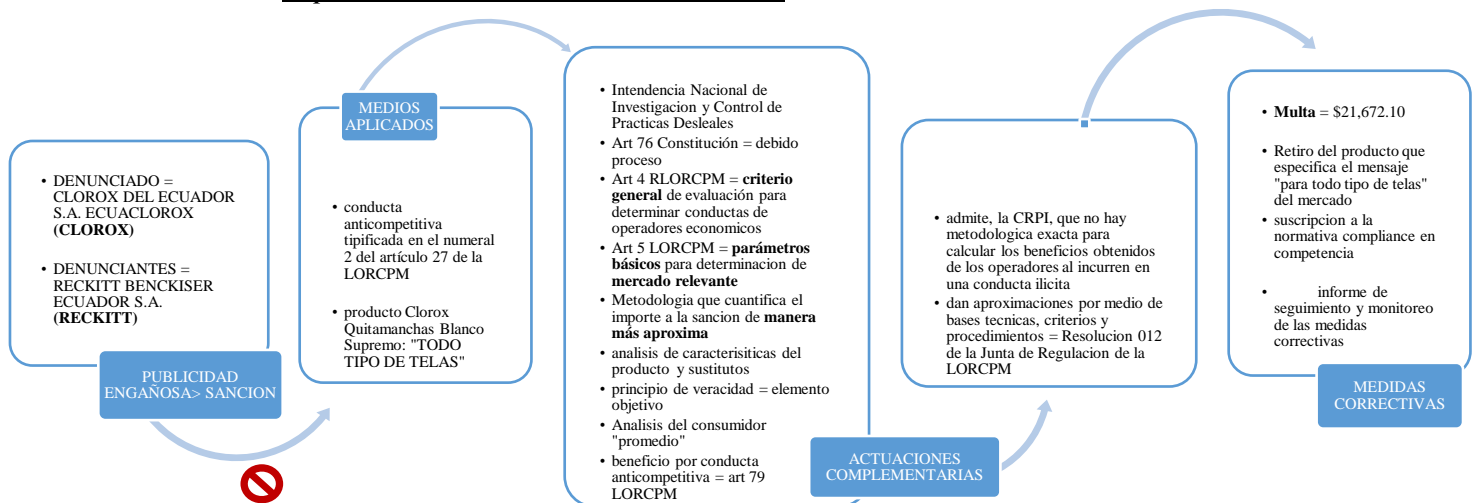 • DENUNCIADO =
CLOROX DEL ECUADOR
S.A. ECUACLOROX
(CLOROX)
• DENUNCIANTES =
RECKITT BENCKISER
ECUADOR S.A.
(RECKITT)
PUBLICIDAD
ENGAÑOSA> SANCION
MEDIOS
APLICADOS
• conducta
anticompetitiva
tipificada en el numeral
2 del artículo 27 de la
LORCPM
• producto Clorox
Quitamanchas Blanco
Supremo: "TODO
TIPO DE TELAS"
• Intendencia Nacional de
Investigacion y Control de
Practicas Desleales
• Art 76 Constitución = debido
proceso
• Art 4 RLORCPM = criterio
general de evaluación para
determinar conductas de
operadores economicos
• Art 5 LORCPM = parámetros
básicos para determinacion de
mercado relevante
• Metodologia que cuantifica el
importe a la sancion de manera
más aproxima
• analisis de caracterisiticas del
producto y sustitutos
• principio de veracidad = elemento
objetivo
• Analisis del consumidor
"promedio"
• beneficio por conducta
anticompetitiva = art 79
LORCPM
ACTUACIONES
COMPLEMENTARIAS
• admite, la CRPI, que no hay
metodologica exacta para
calcular los beneficios obtenidos
de los operadores al incurren en
una conducta ilicita
• dan aproximaciones por medio de
bases tecnicas, criterios y
procedimientos = Resolucion 012
de la Junta de Regulacion de la
LORCPM
• Multa = $21,672.10
• Retiro del producto que
especifica el mensaje
"para todo tipo de telas"
del mercado
• suscripcion a la
normativa compliance en
competencia
• informe de
seguimiento y monitoreo
de las medidas
correctivas
MEDIDAS
CORRECTIVAS